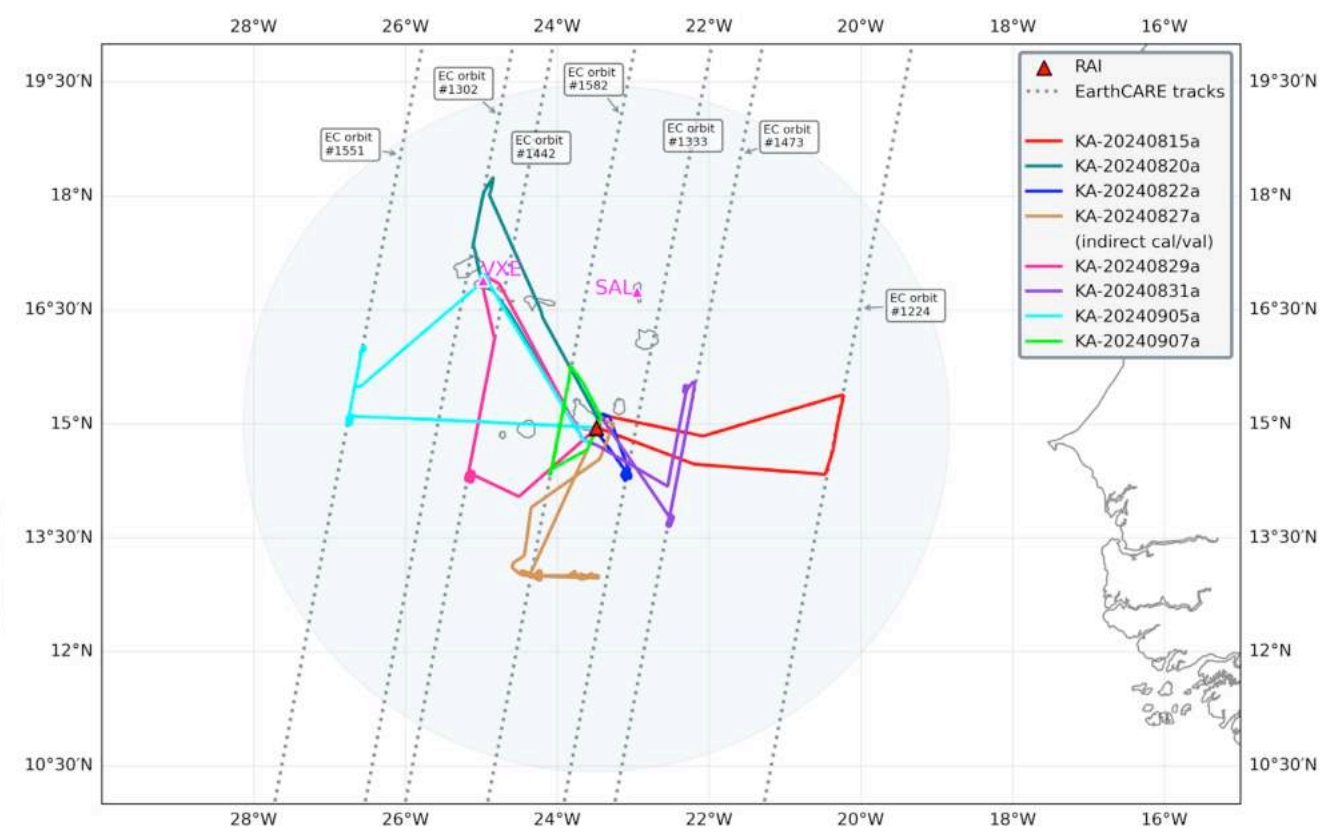 28°W 26°W 24°W 22°W 20°W 18°W 16°W
19°30′N
19°30′N
EC orbit
#1302
EC orbit
#1582
EC orbit
#1551
EC orbit
#1442
EC orbit
#1333
EC orbit
#1473
RAI
EarthCARE tracks
KA-20240815a
KA-20240820a
KA-20240822a
KA-20240827a
(indirect cal/val)
KA-20240829a
KA-20240831a
KA-20240905a
KA-20240907a
18°N
18°N
VXE
SAL
EC orbit
#1224
16°30′N
16°30′N
15°N
15°N
13°30′N
13°30′N
12°N
12°N
10°30′N
10°30′N
28°W 26°W 24°W 22°W 20°W 18°W 16°W